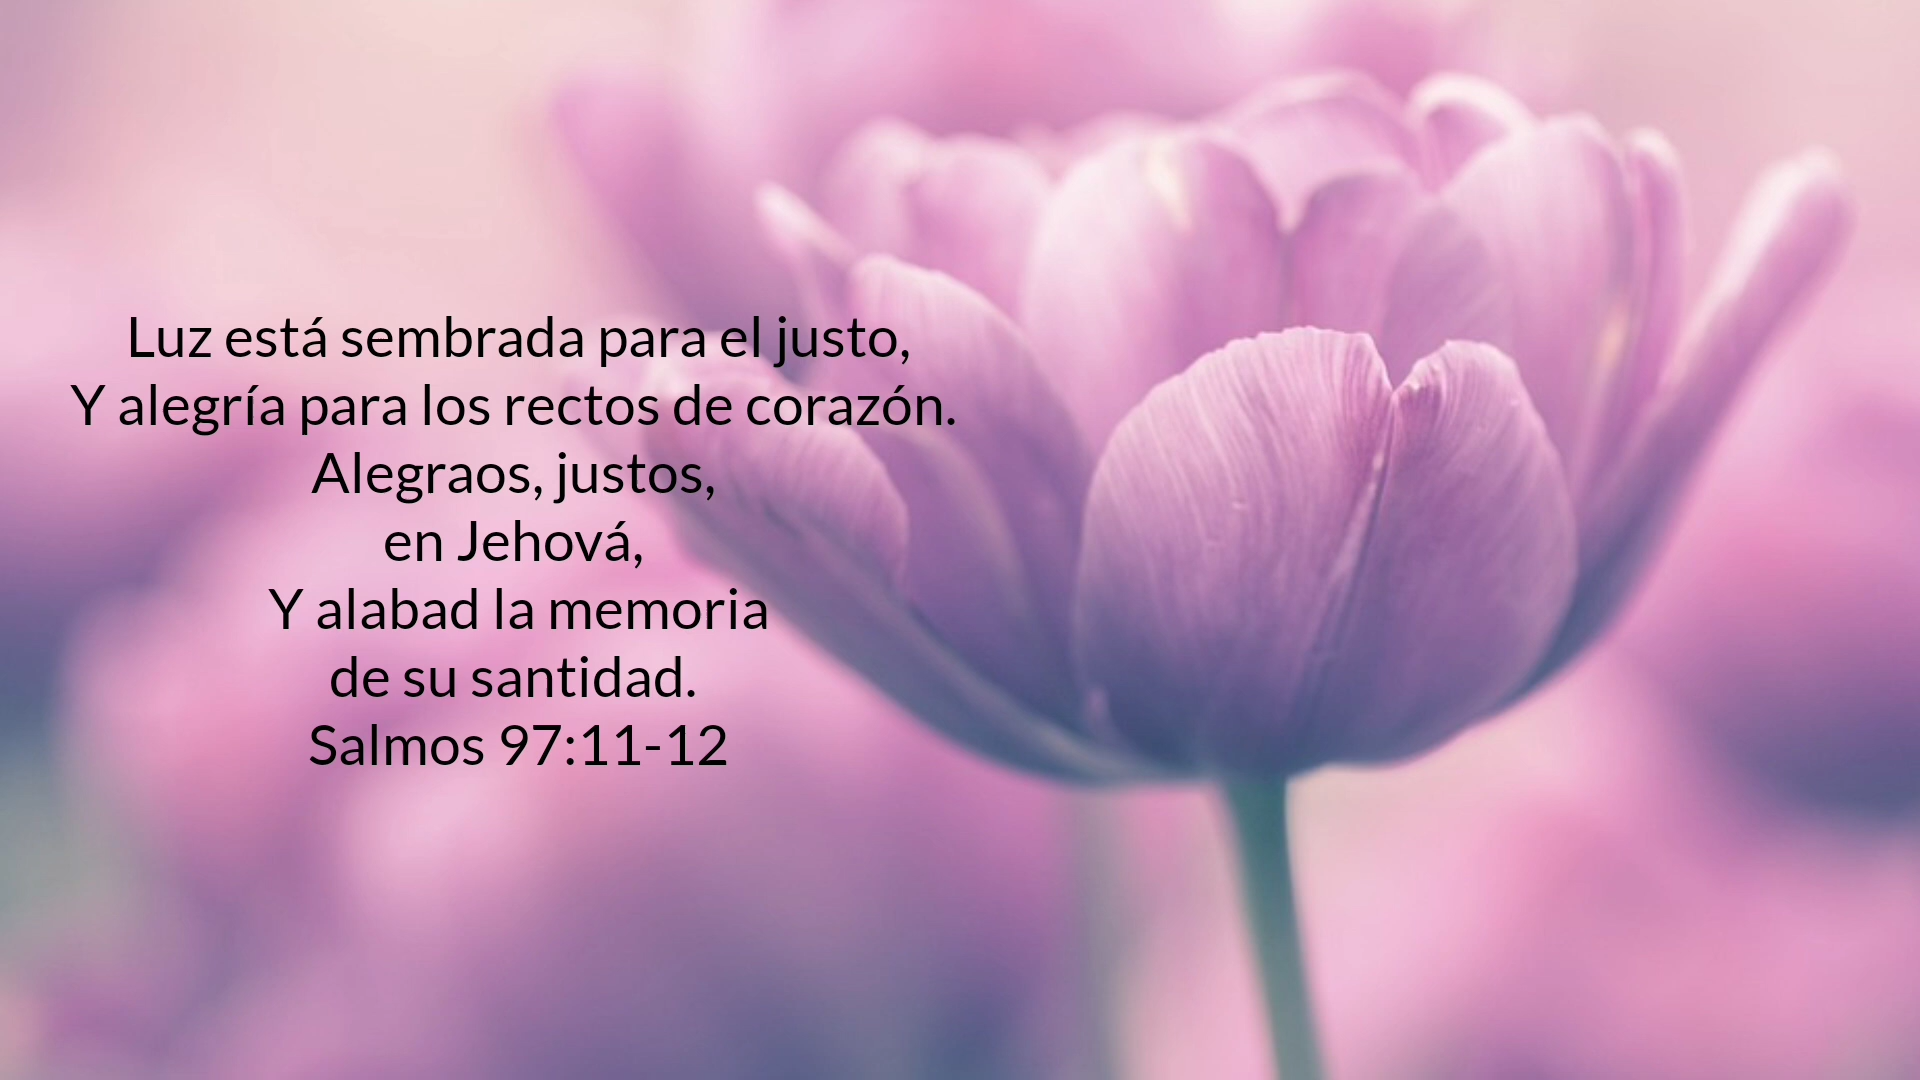 Luz está sembrada para el justo,
Y alegría para los rectos de corazón.
Alegraos, justos,
en Jehová,
Y alabad la memoria
de su santidad.
Salmos 97:11-12